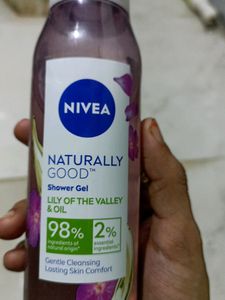 NIVEA
NATURALLY
GOOD™
Shower Gel
LILY OF THE VALLEY
& OIL
98% ingredients of natural origin*
2% essential ingredients*
Gentle Cleansing
Lasting Skin Comfort